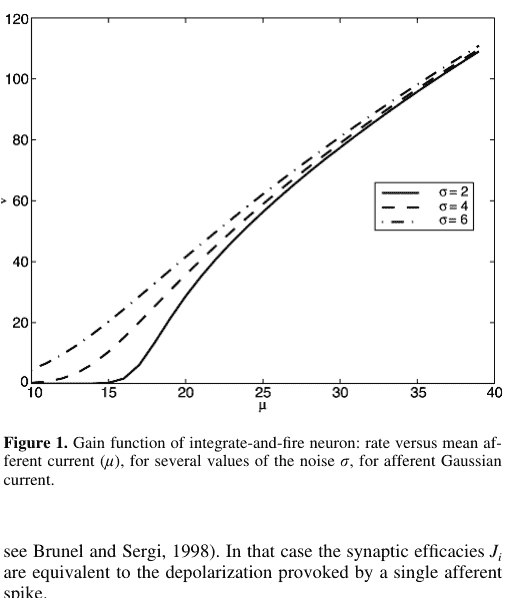 120
100
80
60
40
20
0
ν
10
15
20
25
30
35
40
μ
σ= 2
σ= 4
σ= 6
Figure 1. Gain function of integrate-and-fire neuron: rate versus mean af-
ferent current (μ), for several values of the noise σ, for afferent Gaussian
current.
see Brunel and Sergi, 1998). In that case the synaptic efficacies Ji
are equivalent to the depolarization provoked by a single afferent
spike.